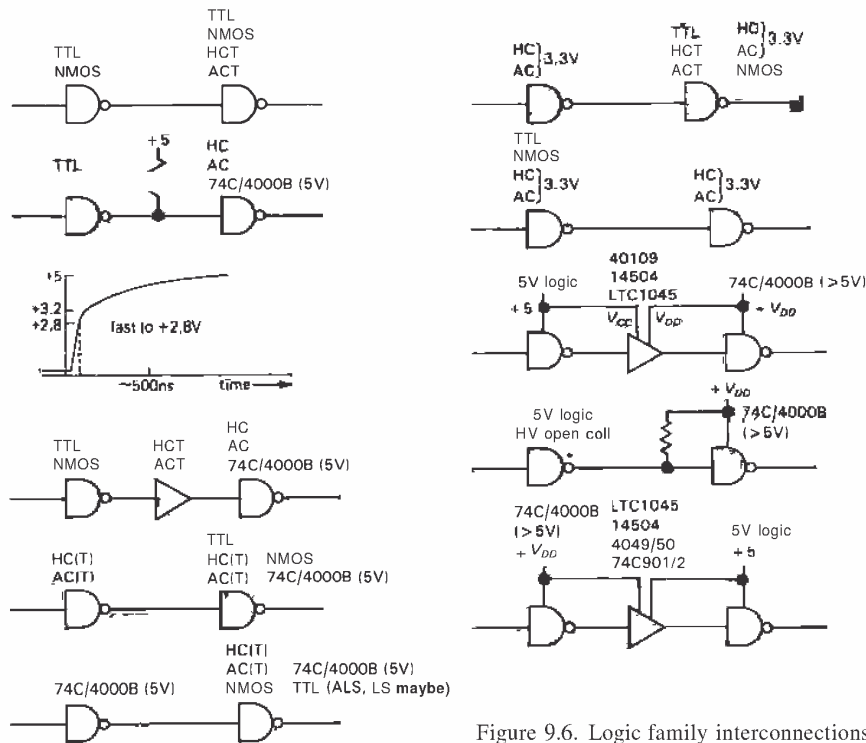 TTL
NMOS
TTL
NMOS
HCT
ACT
TTL
+5
HC
AC
74C/4000B (5V)
+5
+3.2
+2.8
fast to +2.8V
~500ns
time
TTL
NMOS
HCT
ACT
HC
AC
74C/4000B (5V)
HC(T)
AC(T)
TTL
HC(T) NMOS
AC(T) 74C/4000B (5V)
74C/4000B (5V)
HC(T)
AC(T) 74C/4000B (5V)
NMOS TTL (ALS, LS maybe)
HC
AC}3.3V
TTL HC
HCT AC}3.3V
ACT NMOS
TTL
NMOS
HC
AC}3.3V
HC
AC}3.3V
5V logic
+5
40109
14504
LTC1045
VCC VDD
74C/4000B (>5V)
+VDD
5V logic
HV open coll
+VDD
74C/4000B
(>5V)
74C/4000B
(>5V)
+VDD
LTC1045
14504
4049/50
74C901/2
5V logic
+5
Figure 9.6. Logic family interconnections